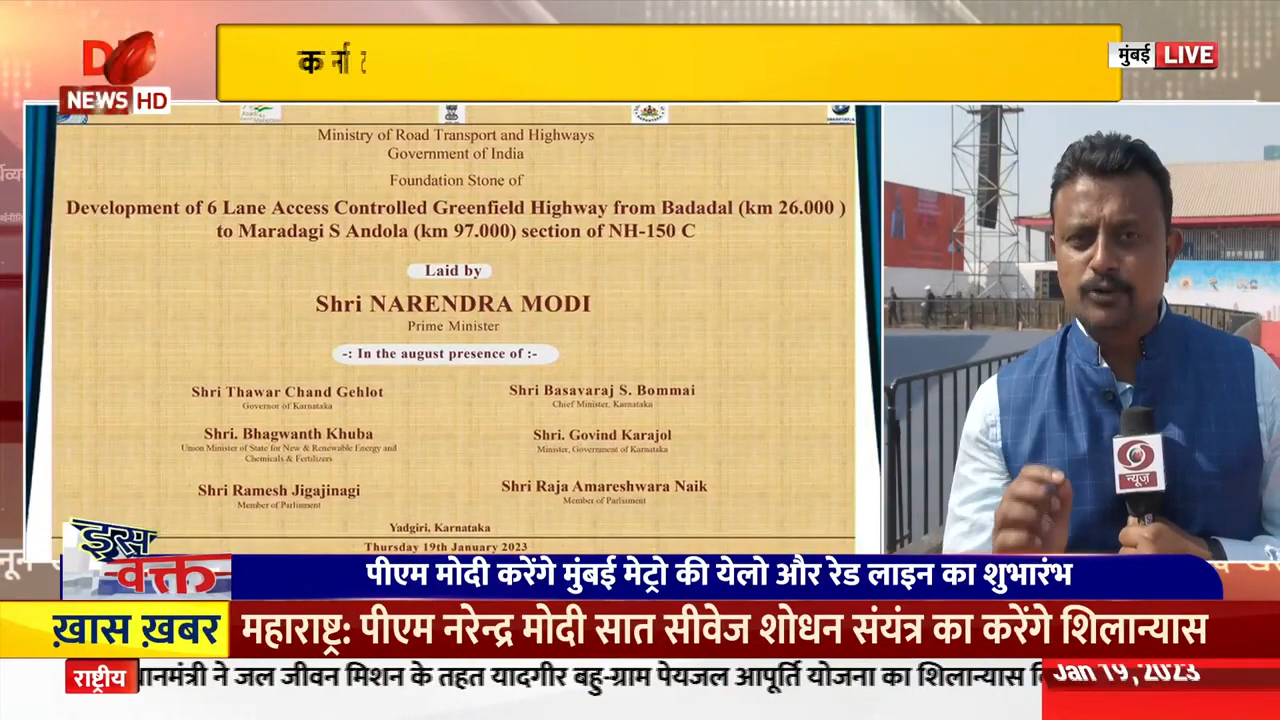 कर्नाट
मुंबई LIVE
NEWS HD
Ministry of Road Transport and Highways
Government of India
Foundation Stone of
Development of 6 Lane Access Controlled Greenfield Highway from Badadal (km 26.000 )
to Maradagi S Andola (km 97.000) section of NH-150 C
Laid by
Shri NARENDRA MODI
Prime Minister
-: In the august presence of :-
Shri Thawar Chand Gehlot
Governor of Karnataka
Shri Basavaraj S. Bommai
Chief Minister, Karnataka
Shri. Bhagwanth Khuba
Union Minister of State for New & Renewable Energy and
Chemicals & Fertilizers
Shri. Govind Karajol
Minister, Government of Karnataka
Shri Ramesh Jigajinagi
Member of Parliament
Shri Raja Amareshwara Naik
Member of Parliament
Yadgiri, Karnataka
Thursday 19th January 2023
न्यूज़
इस वक्त
पीएम मोदी करेंगे मुंबई मेट्रो की येलो और रेड लाइन का शुभारंभ
ख़ास ख़बर
महाराष्ट्र: पीएम नरेन्द्र मोदी सात सीवेज शोधन संयंत्र का करेंगे शिलान्यास
राष्ट्रीय
ानमंत्री ने जल जीवन मिशन के तहत यादगीर बहु-ग्राम पेयजल आपूर्ति योजना का शिलान्यास
Jan 19, 2023